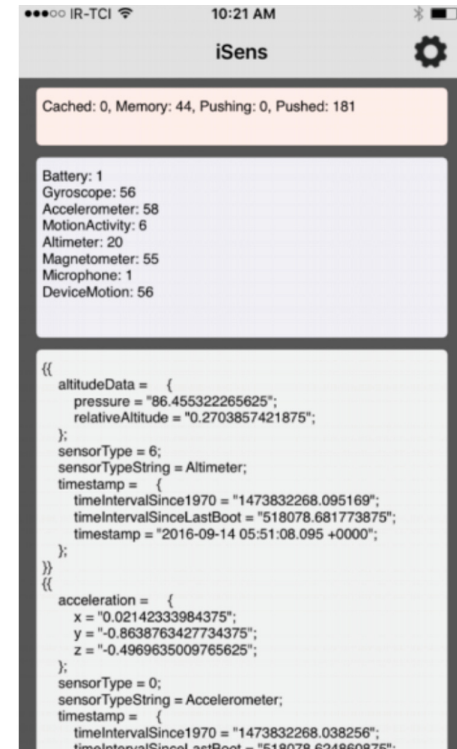 IR-TCI 10:21 AM
iSens
Cached: 0, Memory: 44, Pushing: 0, Pushed: 181
Battery: 1
Gyroscope: 56
Accelerometer: 58
MotionActivity: 6
Altimeter: 20
Magnetometer: 55
Microphone: 1
DeviceMotion: 56
{{
altitudeData = {
pressure = "86.455322265625";
relativeAltitude = "0.2703857421875";
};
sensorType = 6;
sensorTypeString = Altimeter;
timestamp = {
timeIntervalSince1970 = "1473832268.095169";
timeIntervalSinceLastBoot = "518078.681773875";
timestamp = "2016-09-14 05:51:08.095 +0000";
};
}}
{{
acceleration = {
x = "0.02142333984375";
y = "-0.8638763427734375";
z = "-0.4969635009765625";
};
sensorType = 0;
sensorTypeString = Accelerometer;
timestamp = {
timeIntervalSince1970 = "1473832268.038256";
timeIntervalSinceLastBoot = "518078.624860875";